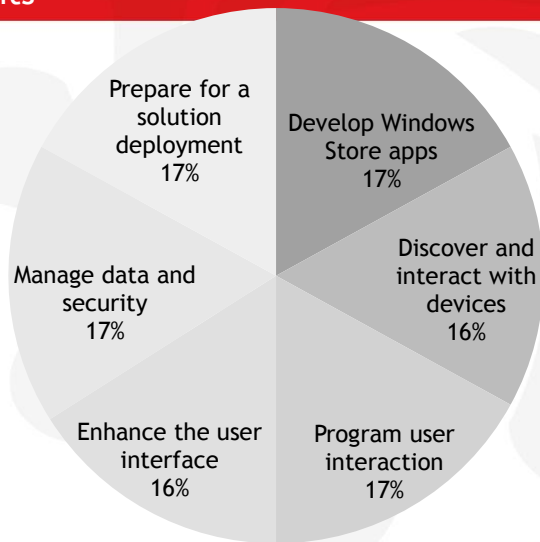 Prepare for a
solution
deployment
17%
Develop Windows
Store apps
17%
Discover and
interact with
devices
16%
Manage data and
security
17%
Enhance the user
interface
16%
Program user
interaction
17%